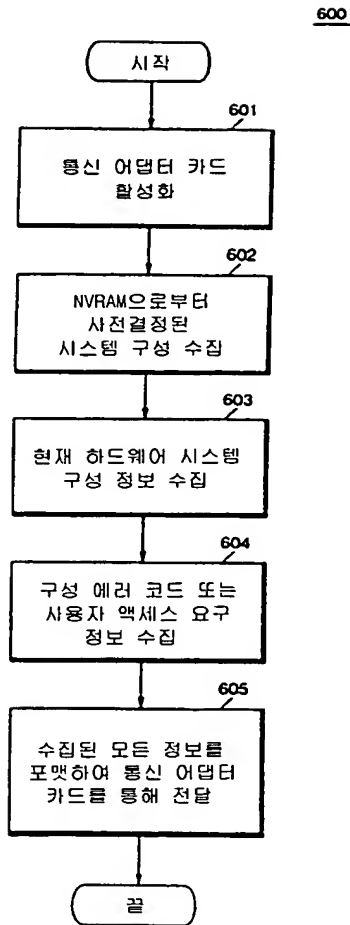 600
시작
601
통신 어댑터 카드
활성화
602
NVRAM으로부터
사전결정된
시스템 구성 수집
603
현재 하드웨어 시스템
구성 정보 수집
604
구성 에러 코드 또는
사용자 액세스 요구
정보 수집
605
수집된 모든 정보를
포맷하여 통신 어댑터
카드를 통해 전달
끝